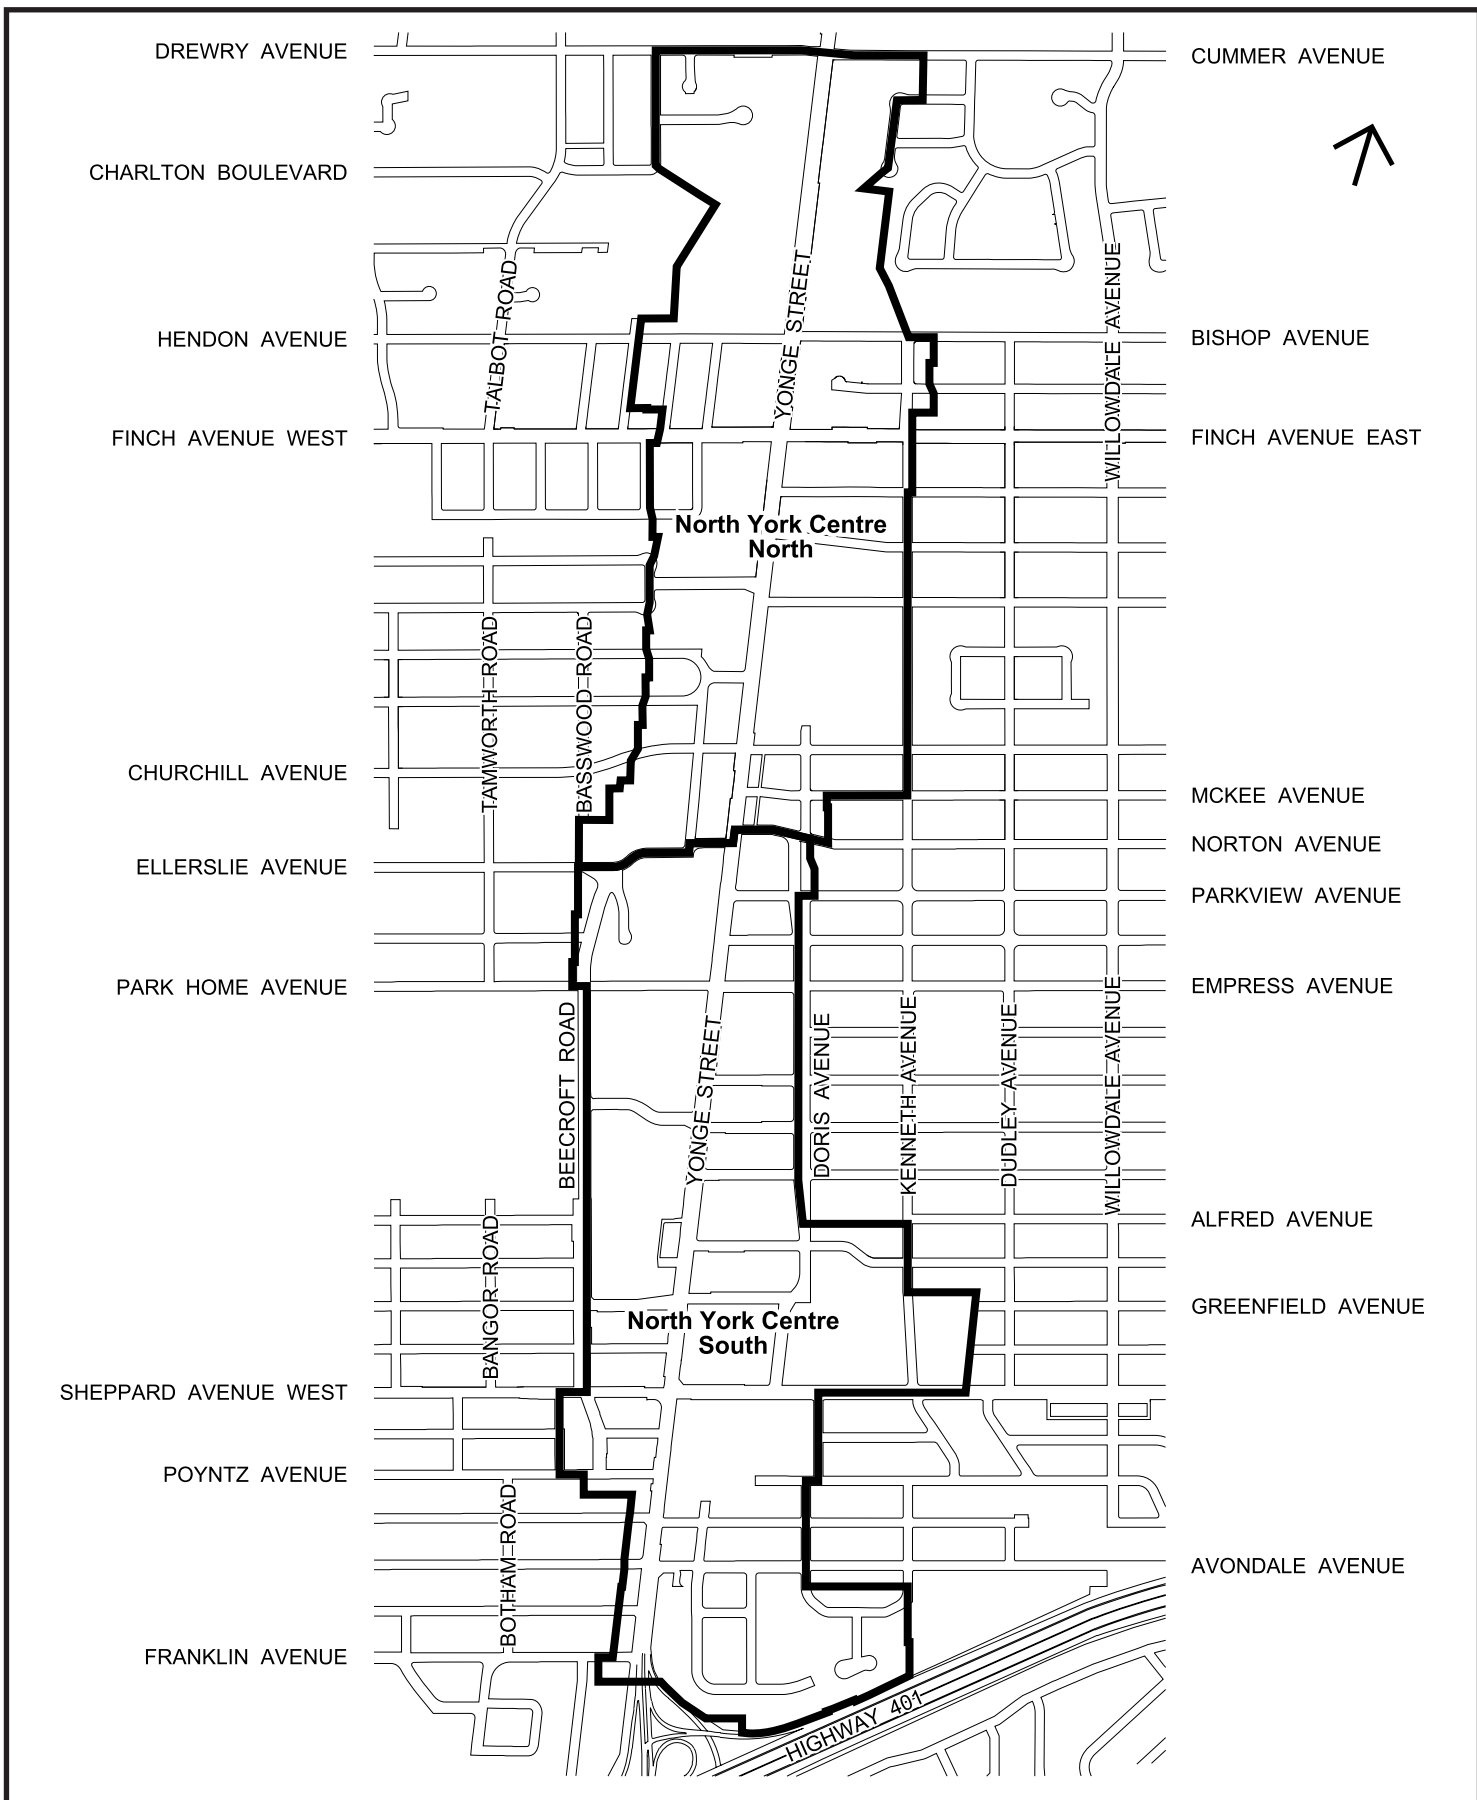 DREWRY AVENUE
CUMMER AVENUE
CHARLTON BOULEVARD
TALBOT ROAD
YONGE STREET
WILLOWDALE AVENUE
HENDON AVENUE
BISHOP AVENUE
FINCH AVENUE WEST
FINCH AVENUE EAST
North York Centre
North
TAMWORTH ROAD
BASSWOOD ROAD
CHURCHILL AVENUE
MCKEE AVENUE
NORTON AVENUE
ELLERSLIE AVENUE
PARKVIEW AVENUE
PARK HOME AVENUE
EMPRESS AVENUE
BEECROFT ROAD
YONGE STREET
DORIS AVENUE
KENNETH AVENUE
DUDLEY AVENUE
WILLOWDALE AVENUE
ALFRED AVENUE
BANGOR ROAD
GREENFIELD AVENUE
North York Centre
South
SHEPPARD AVENUE WEST
POYNTZ AVENUE
BOTHAM ROAD
AVONDALE AVENUE
FRANKLIN AVENUE
HIGHWAY 401